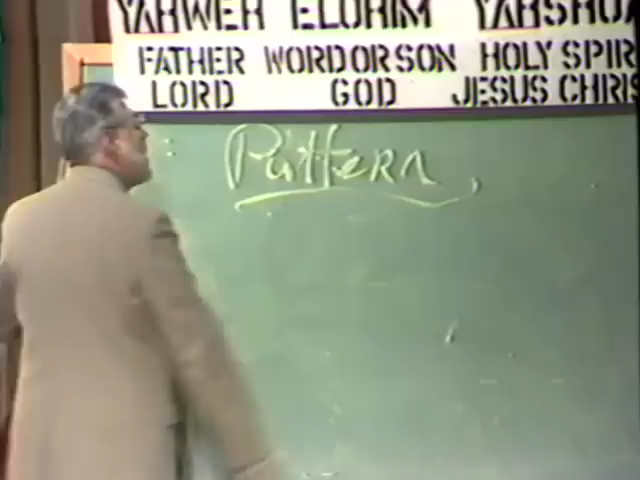 YAHWEH ELOHIM YAHSHUA
FATHER WORD OR SON HOLY SPIR
LORD GOD JESUS CHRIS
Pattern